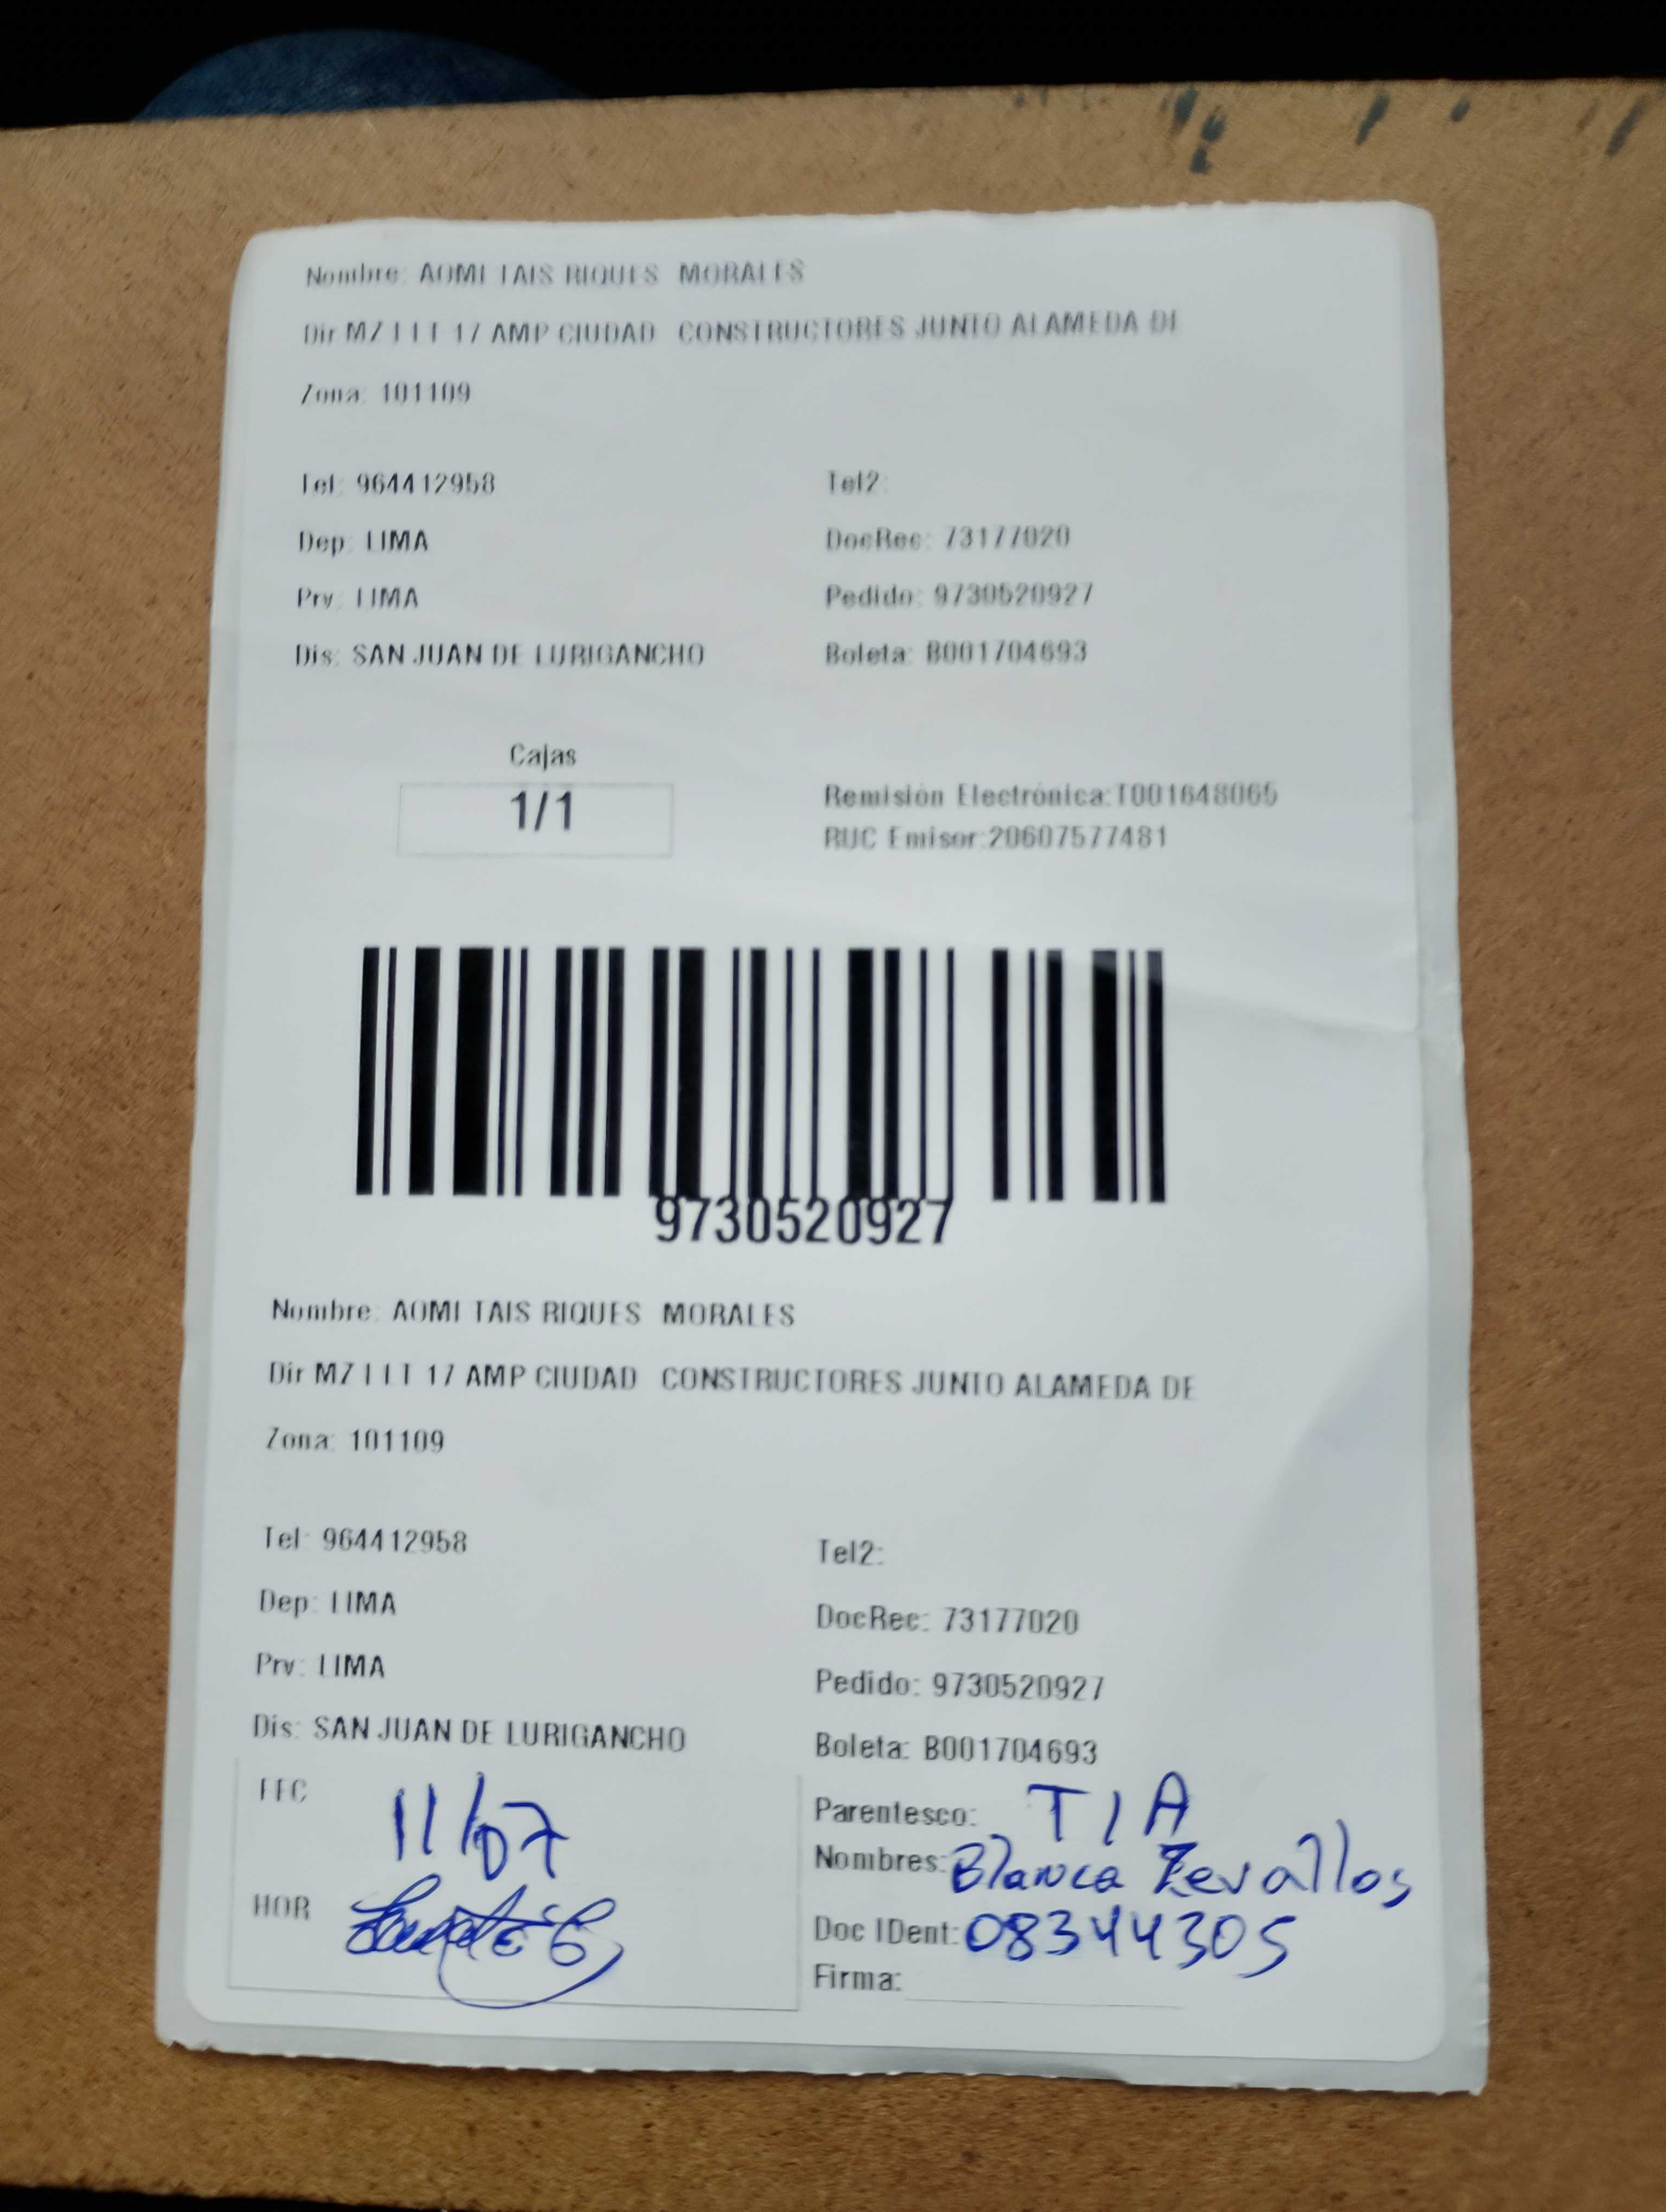 Nombre: AOMI TAIS RIQUES MORALES
Dir MZ I LT 17 AMP CIUDAD CONSTRUCTORES JUNTO ALAMEDA DE
Zona: 101109
Tel: 964412958 Tel2:
Dep: LIMA DocRec: 73177020
Prv: LIMA Pedido: 9730520927
Dis: SAN JUAN DE LURIGANCHO Boleta: B001704693
Cajas
1/1
Remisión Electrónica:T001648065
RUC Emisor:20607577481
9730520927
Nombre: AOMI TAIS RIQUES MORALES
Dir MZ I LT 17 AMP CIUDAD CONSTRUCTORES JUNTO ALAMEDA DE
Zona: 101109
Tel: 964412958 Tel2:
Dep: LIMA DocRec: 73177020
Prv: LIMA Pedido: 9730520927
Dis: SAN JUAN DE LURIGANCHO Boleta: B001704693
FEC 11/07 Parentesco: TIA
Nombres: Blanca Zevallos
HOR Doc IDent: 08344305
Firma: